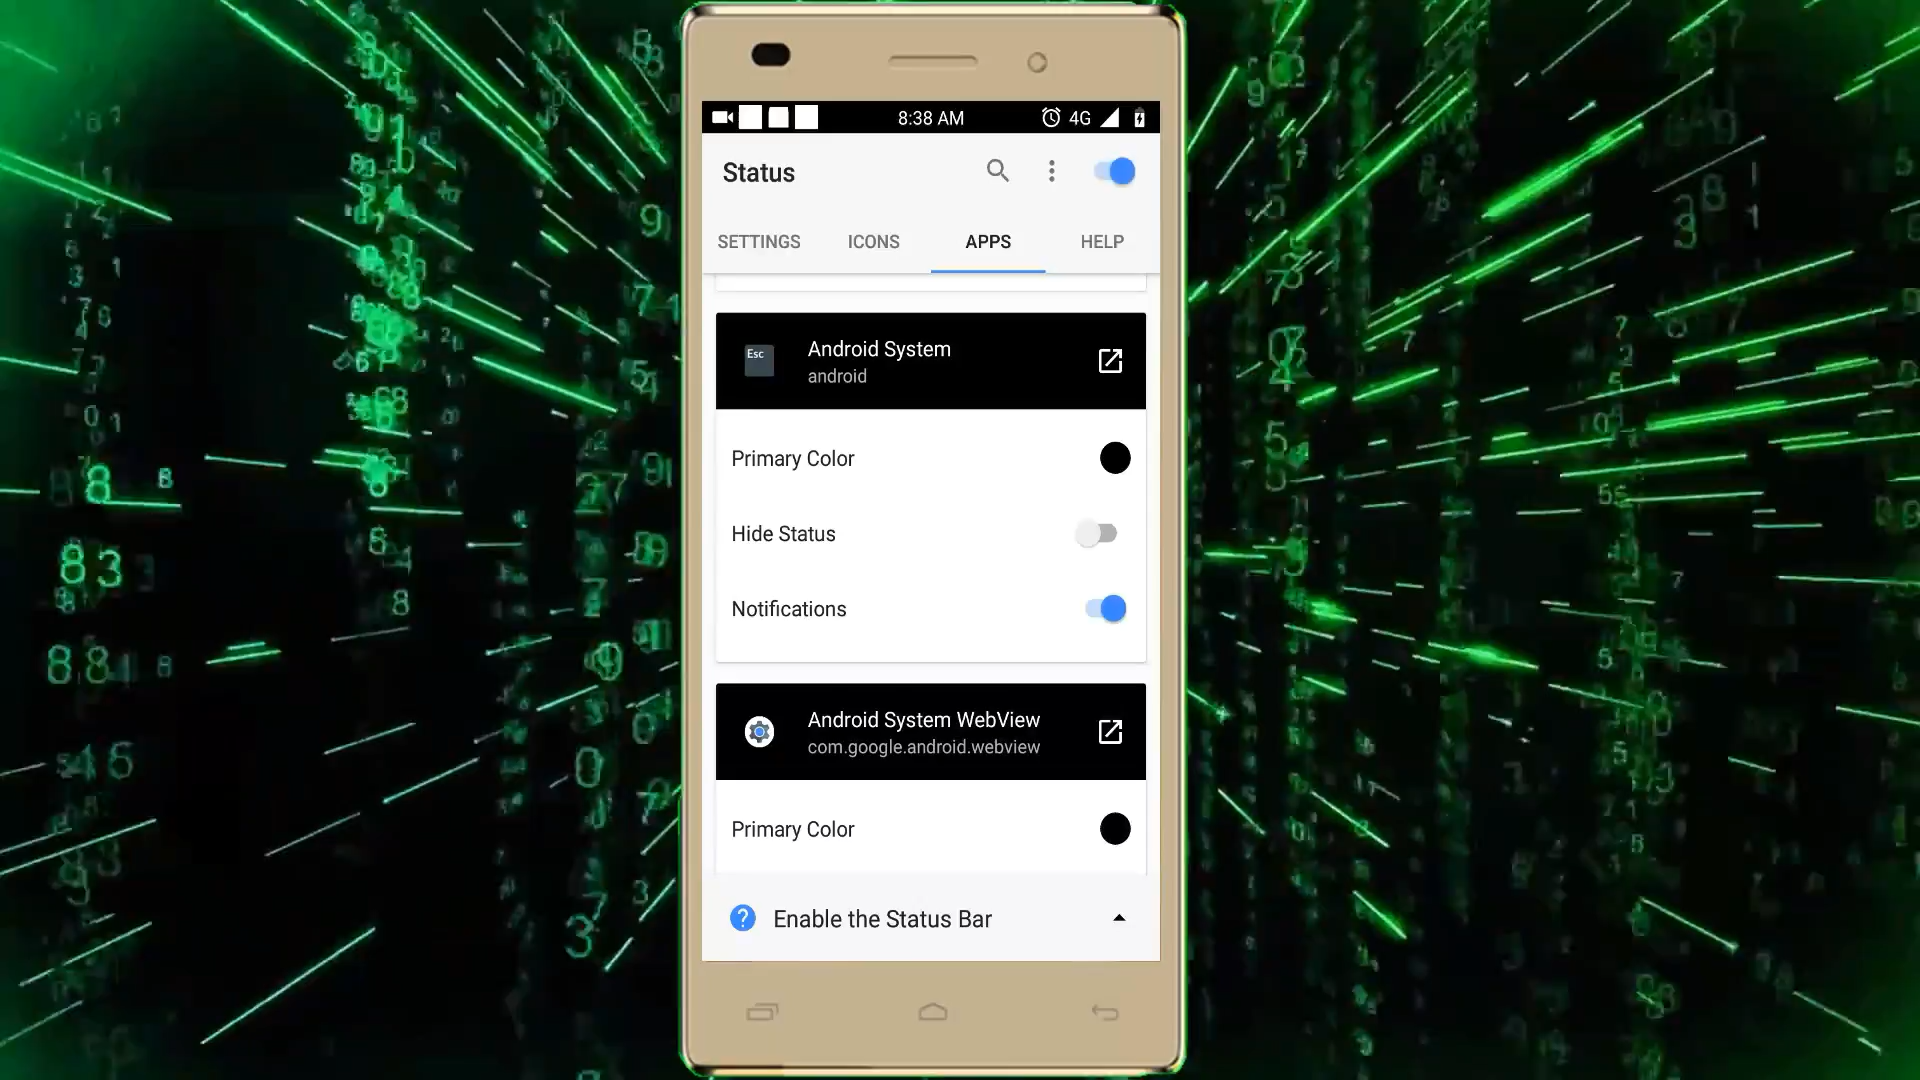 8:38 AM 4G
Status
SETTINGS ICONS APPS HELP
Esc
Android System
android
Primary Color
Hide Status
Notifications
Android System WebView
com.google.android.webview
Primary Color
? Enable the Status Bar